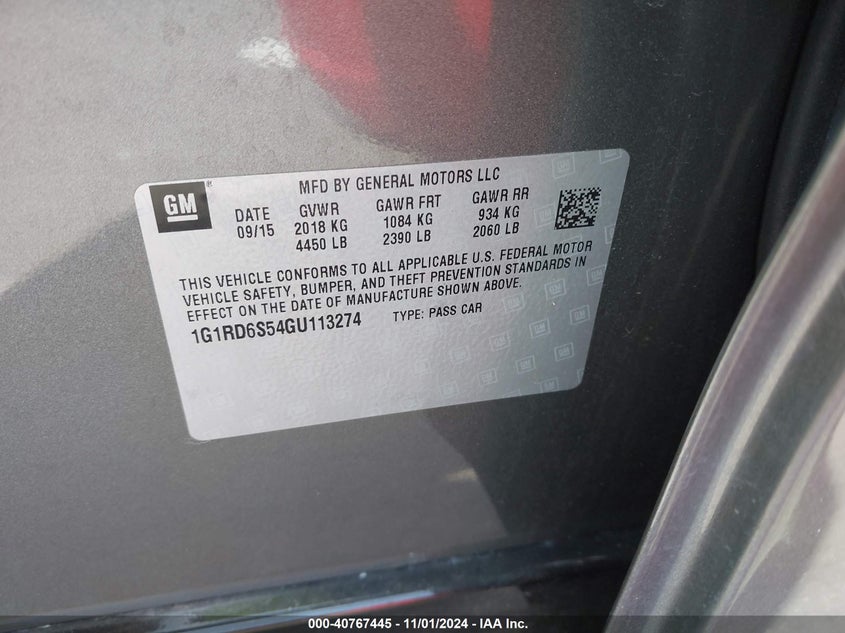 MFD BY GENERAL MOTORS LLC
GM®
DATE GVWR GAWR FRT GAWR RR
09/15 2018 KG 1084 KG 934 KG
4450 LB 2390 LB 2060 LB
THIS VEHICLE CONFORMS TO ALL APPLICABLE U.S. FEDERAL MOTOR
VEHICLE SAFETY, BUMPER, AND THEFT PREVENTION STANDARDS IN
EFFECT ON THE DATE OF MANUFACTURE SHOWN ABOVE.
1G1RD6S54GU113274 TYPE: PASS CAR
000-40767445 - 11/01/2024 - IAA Inc.